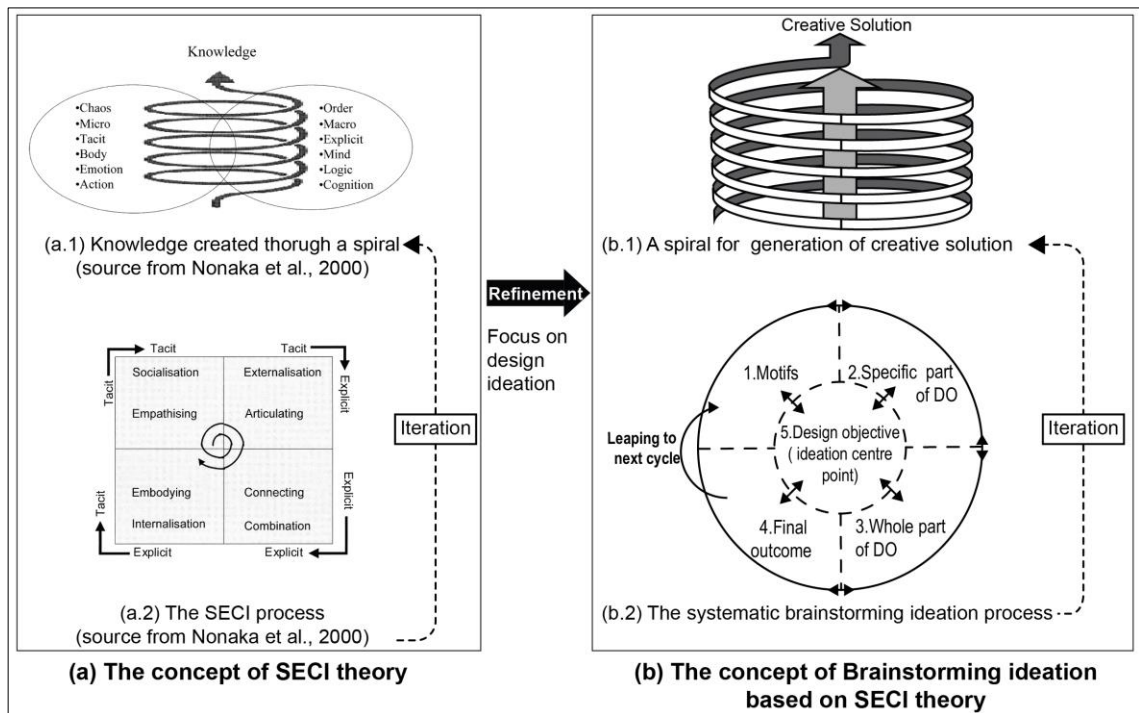 Knowledge
•Chaos
•Micro
•Tacit
•Body
•Emotion
•Action
•Order
•Macro
•Explicit
•Mind
•Logic
•Cognition
(a.1) Knowledge created thorugh a spiral
(source from Nonaka et al., 2000)
Tacit
Tacit
Tacit
Explicit
Socialisation
Externalisation
Empathising
Articulating
Embodying
Connecting
Internalisation
Combination
Tacit
Explicit
Explicit
Explicit
(a.2) The SECI process
(source from Nonaka et al., 2000)
Iteration
(a) The concept of SECI theory
Refinement
Focus on
design
ideation
Creative Solution
(b.1) A spiral for generation of creative solution
1.Motifs
2.Specific part
of DO
5.Design objective
( ideation centre
point)
Leaping to
next cycle
4.Final
outcome
3.Whole part
of DO
(b.2) The systematic brainstorming ideation process
Iteration
(b) The concept of Brainstorming ideation
based on SECI theory